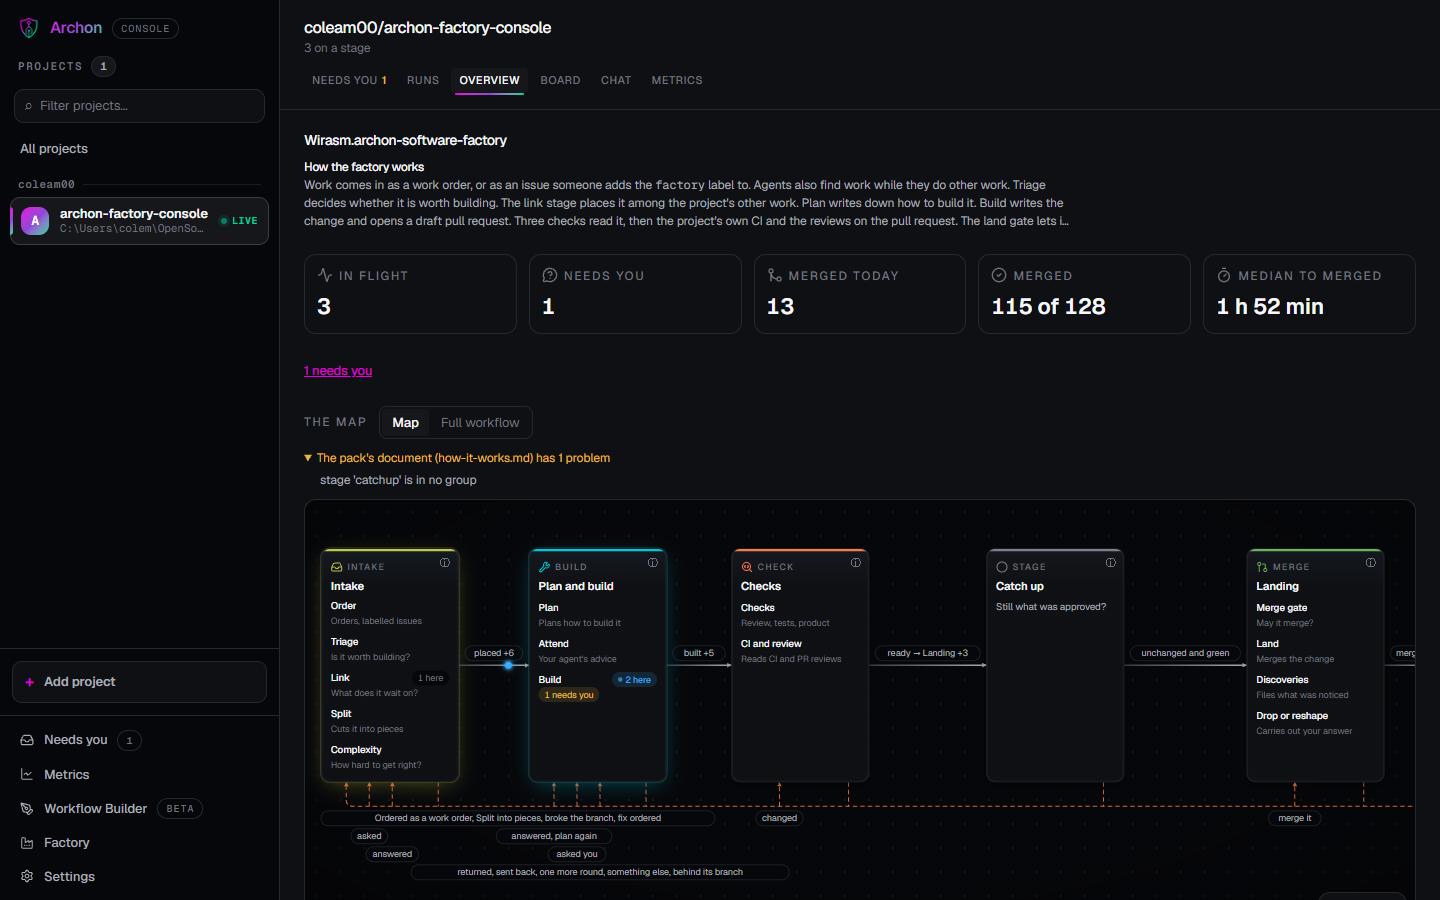 Archon CONSOLE
PROJECTS 1
Filter projects...
All projects
coleam00
A
archon-factory-console
C:\Users\colem\OpenSo…
LIVE
Add project
Needs you 1
Metrics
Workflow Builder BETA
Factory
Settings
coleam00/archon-factory-console
3 on a stage
NEEDS YOU 1 RUNS OVERVIEW BOARD CHAT METRICS
Wirasm.archon-software-factory
How the factory works
Work comes in as a work order, or as an issue someone adds the factory label to. Agents also find work while they do other work. Triage
decides whether it is worth building. The link stage places it among the project's other work. Plan writes down how to build it. Build writes the
change and opens a draft pull request. Three checks read it, then the project's own CI and the reviews on the pull request. The land gate lets i…
IN FLIGHT
3
NEEDS YOU
1
MERGED TODAY
13
MERGED
115 of 128
MEDIAN TO MERGED
1 h 52 min
1 needs you
THE MAP Map Full workflow
The pack's document (how-it-works.md) has 1 problem
stage 'catchup' is in no group
INTAKE
Intake
Order
Orders, labelled issues
Triage
Is it worth building?
Link 1 here
What does it wait on?
Split
Cuts it into pieces
Complexity
How hard to get right?
placed +6
BUILD
Plan and build
Plan
Plans how to build it
Attend
Your agent's advice
Build 2 here
1 needs you
built +5
CHECK
Checks
Checks
Review, tests, product
CI and review
Reads CI and PR reviews
ready → Landing +3
STAGE
Catch up
Still what was approved?
unchanged and green
MERGE
Landing
Merge gate
May it merge?
Land
Merges the change
Discoveries
Files what was noticed
Drop or reshape
Carries out your answer
merg
Ordered as a work order, Split into pieces, broke the branch, fix ordered
changed
merge it
asked
answered, plan again
answered
asked you
returned, sent back, one more round, something else, behind its branch